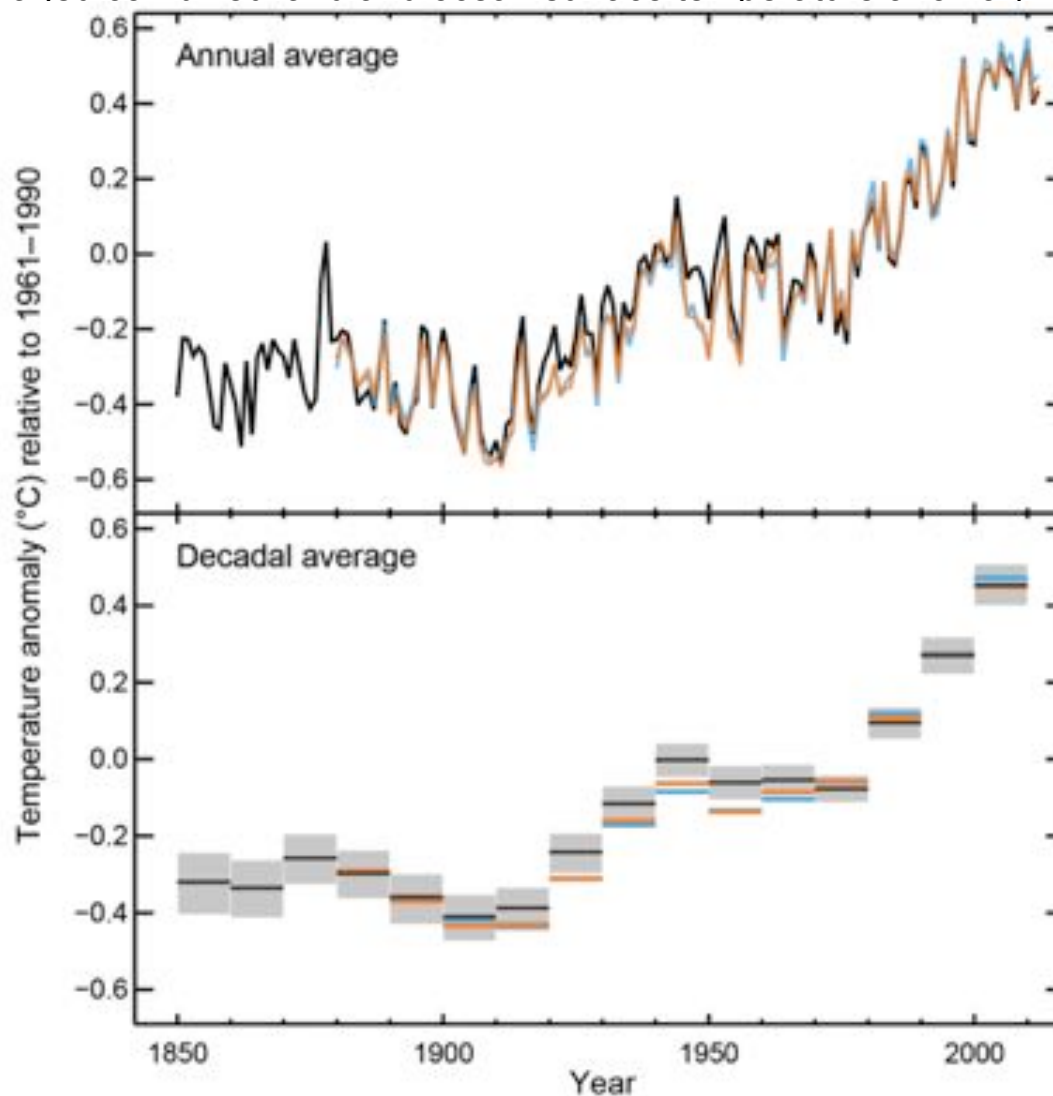 Annual average
0.6
0.4
0.2
0.0
−0.2
−0.4
−0.6
Temperature anomaly (°C) relative to 1961–1990
Decadal average
0.6
0.4
0.2
0.0
−0.2
−0.4
−0.6
1850 1900 1950 2000
Year